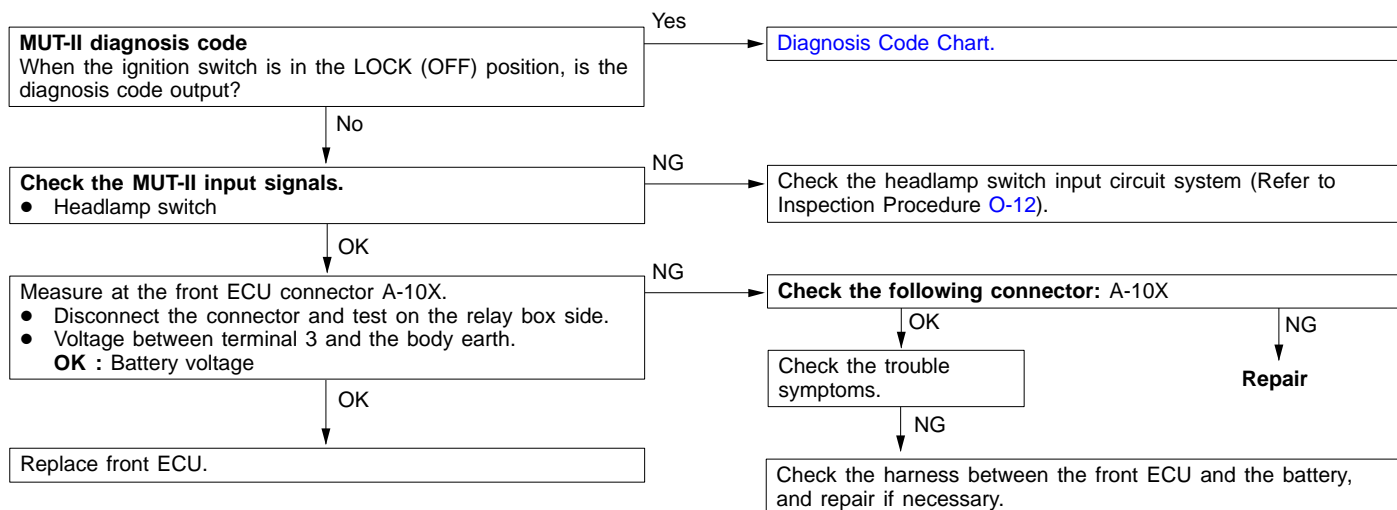 MUT-II diagnosis code
When the ignition switch is in the LOCK (OFF) position, is the
diagnosis code output?
Yes
Diagnosis Code Chart.
No
Check the MUT-II input signals.
● Headlamp switch
NG
Check the headlamp switch input circuit system (Refer to
Inspection Procedure O-12).
OK
Measure at the front ECU connector A-10X.
● Disconnect the connector and test on the relay box side.
● Voltage between terminal 3 and the body earth.
OK : Battery voltage
NG
Check the following connector: A-10X
OK
NG
Check the trouble
symptoms.
Repair
OK
NG
Replace front ECU.
Check the harness between the front ECU and the battery,
and repair if necessary.